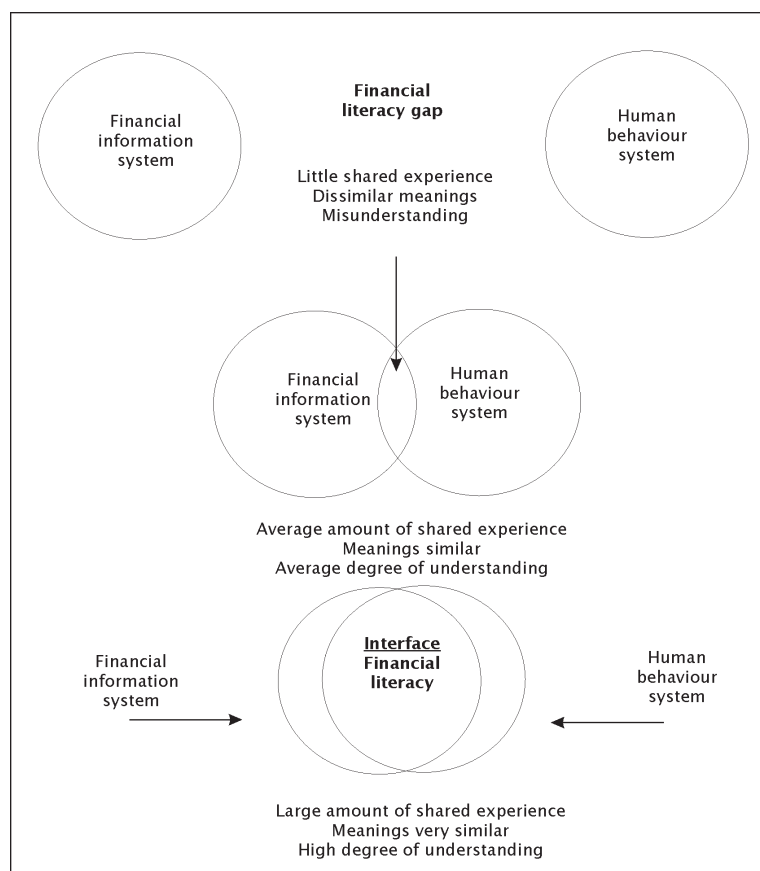 Financial
information
system
Financial
literacy gap
Human
behaviour
system
Little shared experience
Dissimilar meanings
Misunderstanding
Financial
information
system
Human
behaviour
system
Average amount of shared experience
Meanings similar
Average degree of understanding
Financial
information
system
Interface
Financial
literacy
Human
behaviour
system
Large amount of shared experience
Meanings very similar
High degree of understanding